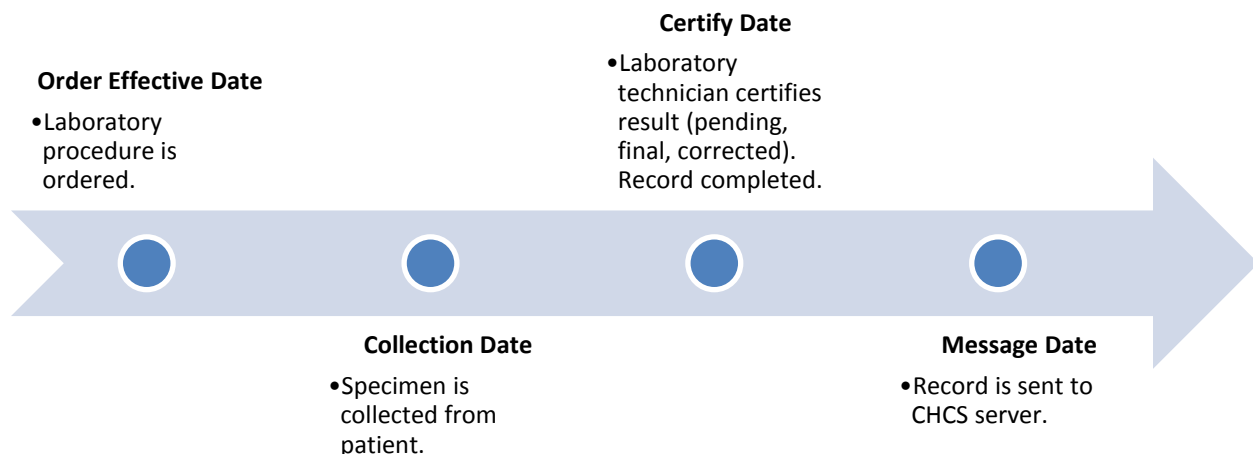 Order Effective Date
•Laboratory
procedure is
ordered.
Collection Date
•Specimen is
collected from
patient.
Certify Date
•Laboratory
technician certifies
result (pending,
final, corrected).
Record completed.
Message Date
•Record is sent to
CHCS server.